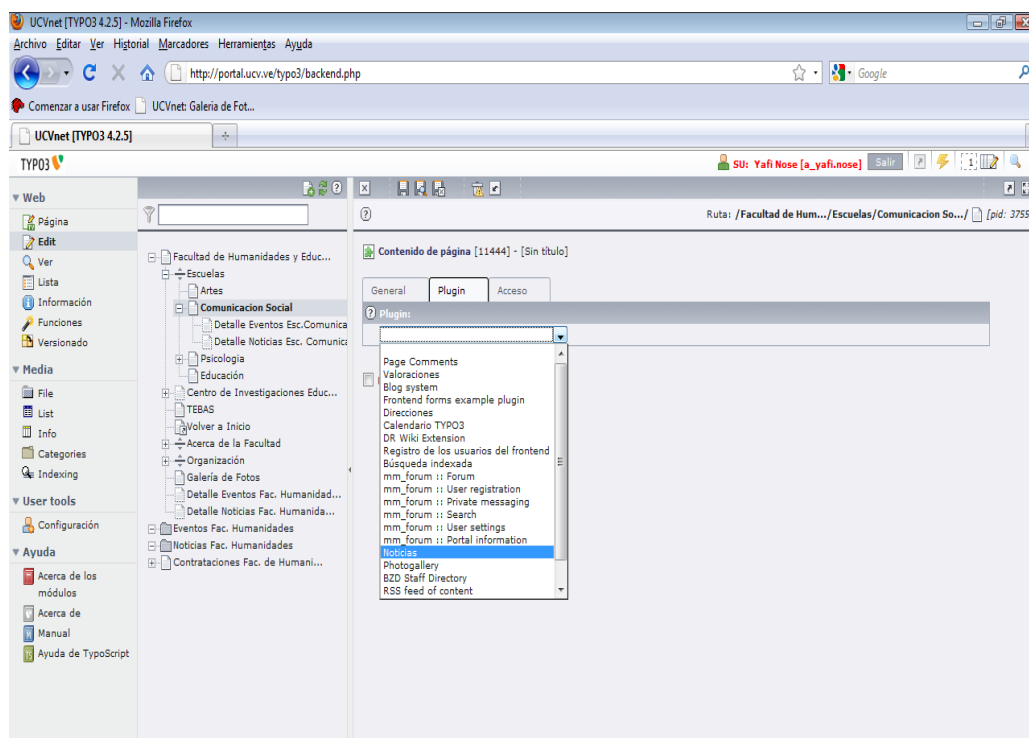 UCVnet [TYPO3 4.2.5] - Mozilla Firefox
Archivo Editar Ver Historial Marcadores Herramientas Ayuda
http://portal.ucv.ve/typo3/backend.php
Google
Comenzar a usar Firefox UCVnet: Galeria de Fot...
UCVnet [TYPO3 4.2.5]
TYPO3
SU: Yafi Nose [a_yafi.nose] Salir
1
Web
Página
Edit
Ver
Lista
Información
Funciones
Versionado
Media
File
List
Info
Categories
Indexing
User tools
Configuración
Ayuda
Acerca de los
módulos
Acerca de
Manual
Ayuda de TypoScript
Facultad de Humanidades y Educ...
Escuelas
Artes
Comunicacion Social
Detalle Eventos Esc.Comunica
Detalle Noticias Esc. Comunica
Psicologia
Educación
Centro de Investigaciones Educ...
TEBAS
Volver a Inicio
Acerca de la Facultad
Organización
Galería de Fotos
Detalle Eventos Fac. Humanidad...
Detalle Noticias Fac. Humanida...
Eventos Fac. Humanidades
Noticias Fac. Humanidades
Contrataciones Fac. de Humani...
Ruta: /Facultad de Hum.../Escuelas/Comunicacion So.../ [pid: 3755
Contenido de página [11444] - [Sin título]
General Plugin Acceso
Plugin:
Page Comments
Valoraciones
Blog system
Frontend forms example plugin
Direcciones
Calendario TYPO3
DR Wiki Extension
Registro de los usuarios del frontend
Búsqueda indexada
mm_forum :: Forum
mm_forum :: User registration
mm_forum :: Private messaging
mm_forum :: Search
mm_forum :: User settings
mm_forum :: Portal information
Noticias
Photogallery
BZD Staff Directory
RSS feed of content